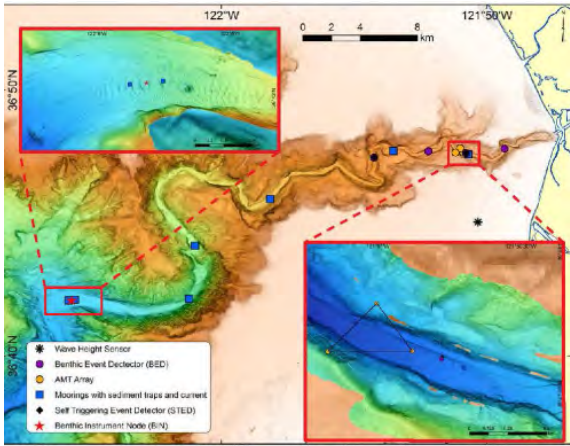 122°W
121°50'W
0 2 4 8
km
36°50'N
36°40'N
Wave Height Sensor
Benthic Event Dectector (BED)
AMT Array
Moorings with sediment traps and current
Self Triggering Event Detector (STED)
Benthic Instrument Node (BIN)